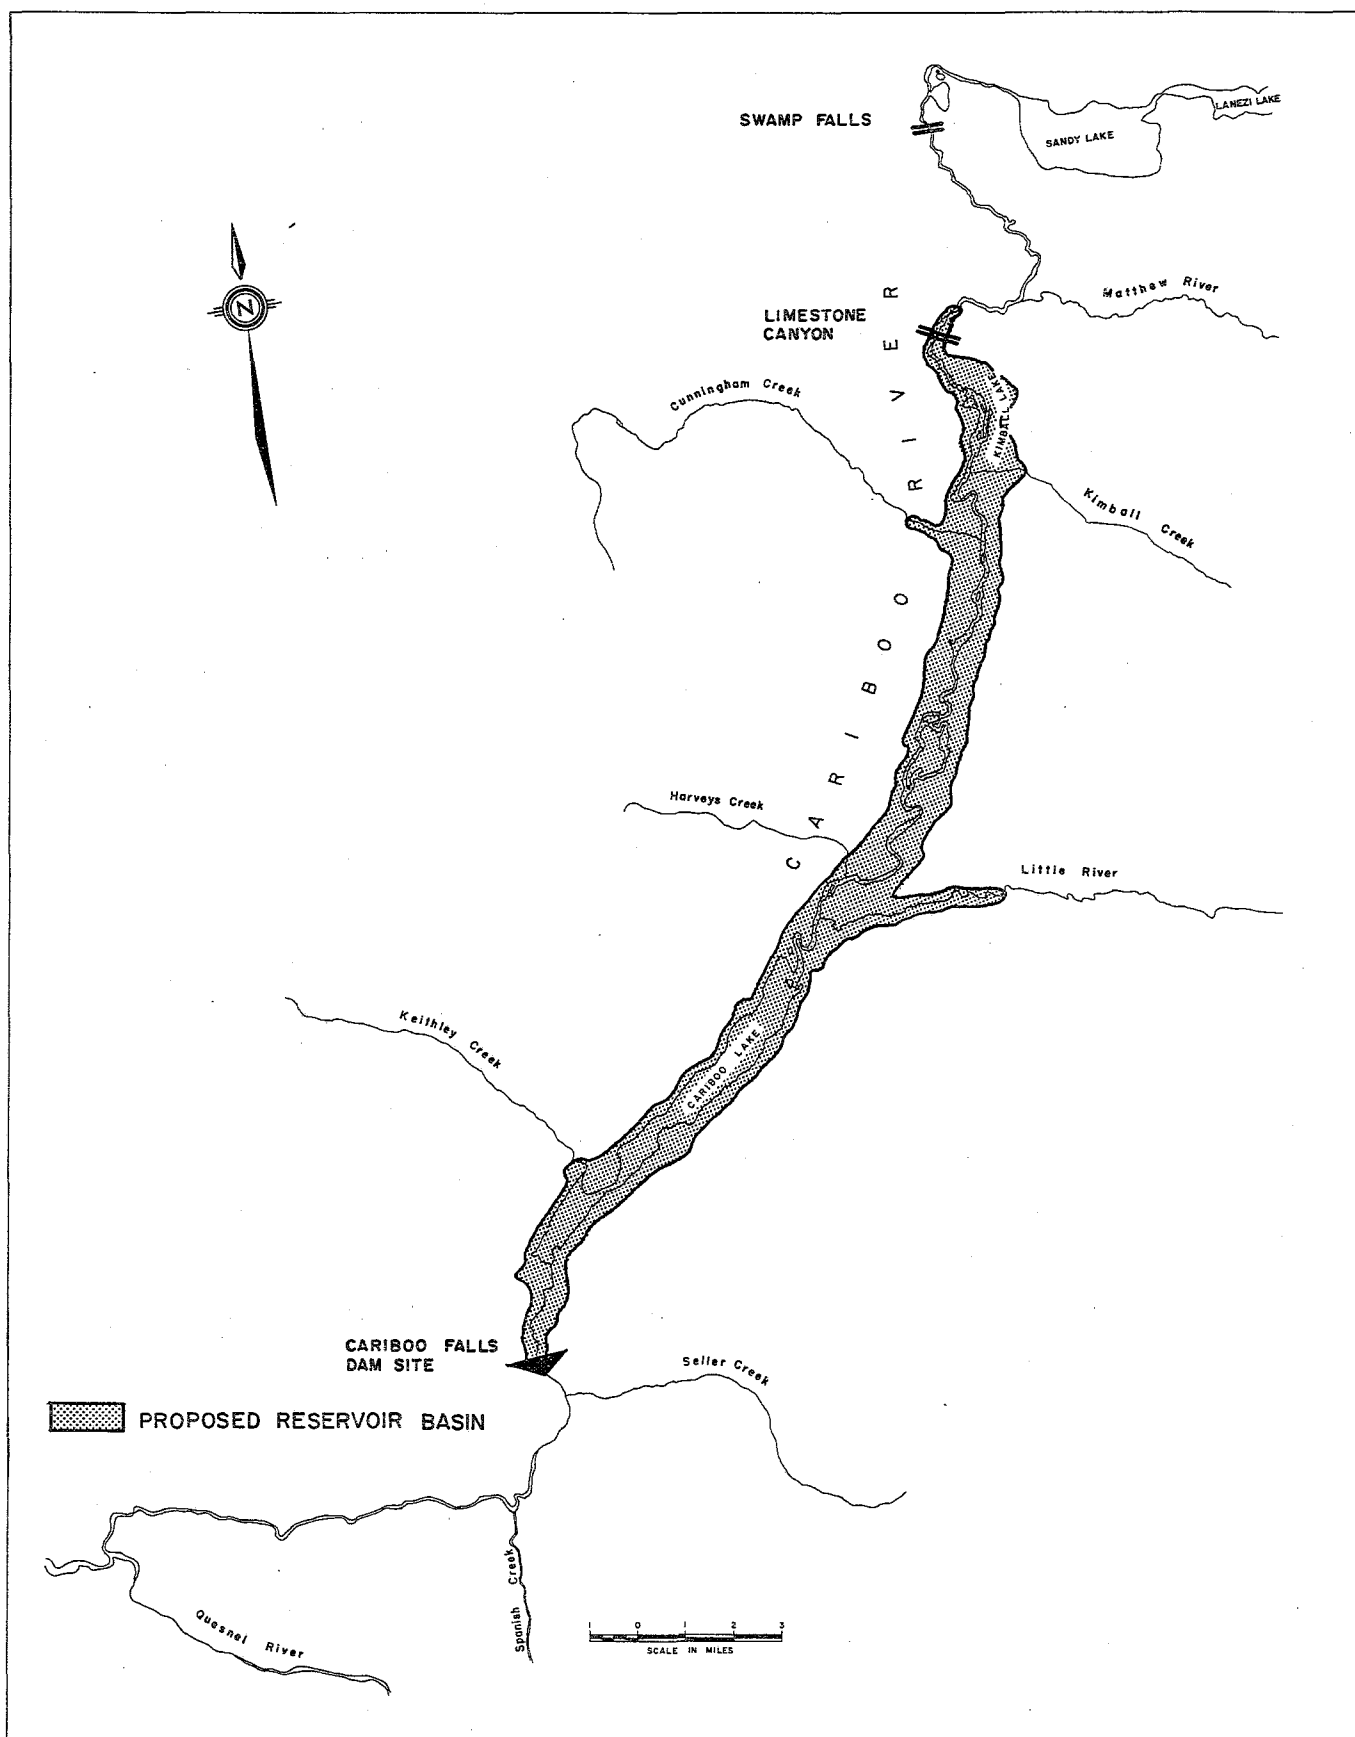 LANEZI LAKE
SWAMP FALLS
SANDY LAKE
Matthew River
LIMESTONE
CANYON
CARIBOO RIVER
N
KIMBALL LAKE
Cunningham Creek
Kimball Creek
Harveys Creek
Little River
Keithley Creek
CARIBOO LAKE
CARIBOO FALLS
DAM SITE
Seller Creek
PROPOSED RESERVOIR BASIN
Spanish Creek
Quesnel River
1 0 1 2 3
SCALE IN MILES